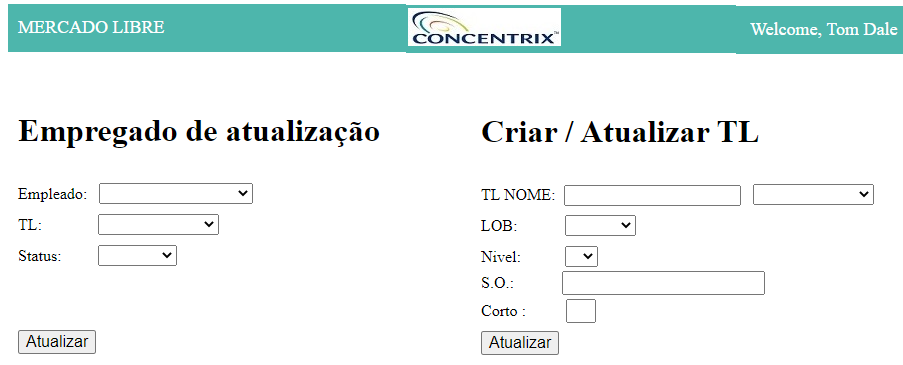 MERCADO LIBRE
CONCENTRIX™
Welcome, Tom Dale
Empregado de atualização
Empleado:
TL:
Status:
Atualizar
Criar / Atualizar TL
TL NOME:
LOB:
Nivel:
S.O.:
Corto :
Atualizar